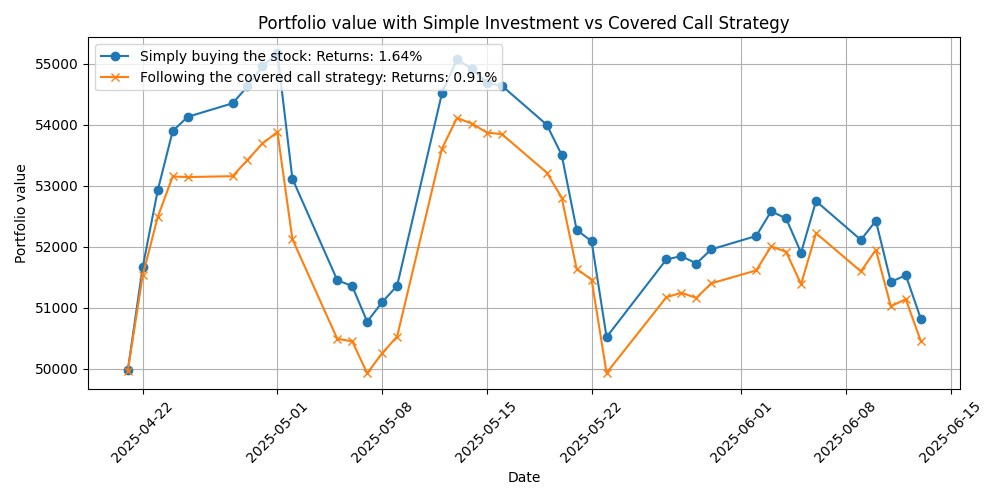 Portfolio value with Simple Investment vs Covered Call Strategy
Simply buying the stock: Returns: 1.64%
Following the covered call strategy: Returns: 0.91%
Portfolio value
55000
54000
53000
52000
51000
50000
2025-04-22
2025-05-01
2025-05-08
2025-05-15
2025-05-22
2025-06-01
2025-06-08
2025-06-15
Date